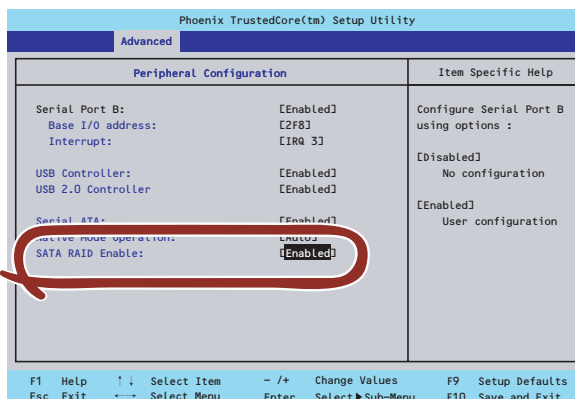 Phoenix TrustedCore(tm) Setup Utility
Advanced
Peripheral Configuration
Item Specific Help
Serial Port B: [Enabled]
Base I/O address: [2F8]
Interrupt: [IRQ 3]
USB Controller: [Enabled]
USB 2.0 Controller [Enabled]
Serial ATA: [Enabled]
Native Mode Operation: [Auto]
SATA RAID Enable: [Enabled]
Configure Serial Port B
using options :
[Disabled]
No configuration
[Enabled]
User configuration
F1 Help ↑↓ Select Item - /+ Change Values F9 Setup Defaults
Esc Exit ←→ Select Menu Enter Select▶Sub-Menu F10 Save and Exit